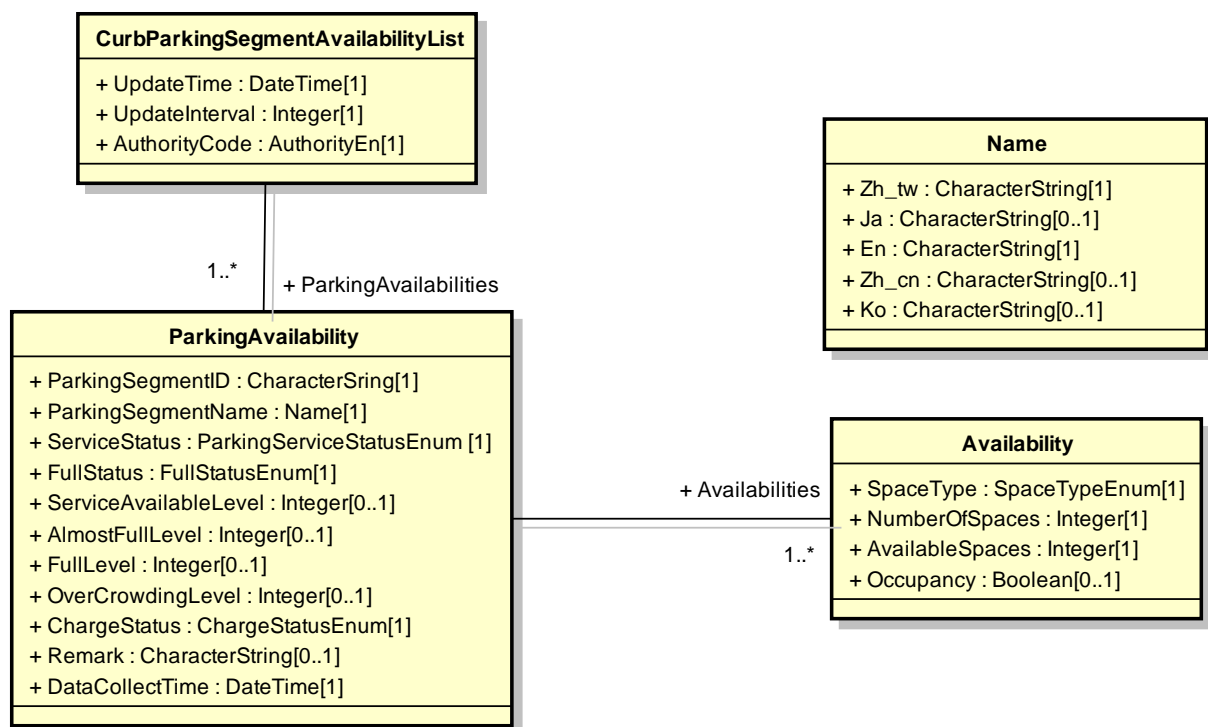 CurbParkingSegmentAvailabilityList
+ UpdateTime : DateTime[1]
+ UpdateInterval : Integer[1]
+ AuthorityCode : AuthorityEn[1]
1..*
+ ParkingAvailabilities
ParkingAvailability
+ ParkingSegmentID : CharacterSring[1]
+ ParkingSegmentName : Name[1]
+ ServiceStatus : ParkingServiceStatusEnum [1]
+ FullStatus : FullStatusEnum[1]
+ ServiceAvailableLevel : Integer[0..1]
+ AlmostFullLevel : Integer[0..1]
+ FullLevel : Integer[0..1]
+ OverCrowdingLevel : Integer[0..1]
+ ChargeStatus : ChargeStatusEnum[1]
+ Remark : CharacterString[0..1]
+ DataCollectTime : DateTime[1]
Name
+ Zh_tw : CharacterString[1]
+ Ja : CharacterString[0..1]
+ En : CharacterString[1]
+ Zh_cn : CharacterString[0..1]
+ Ko : CharacterString[0..1]
+ Availabilities
1..*
Availability
+ SpaceType : SpaceTypeEnum[1]
+ NumberOfSpaces : Integer[1]
+ AvailableSpaces : Integer[1]
+ Occupancy : Boolean[0..1]